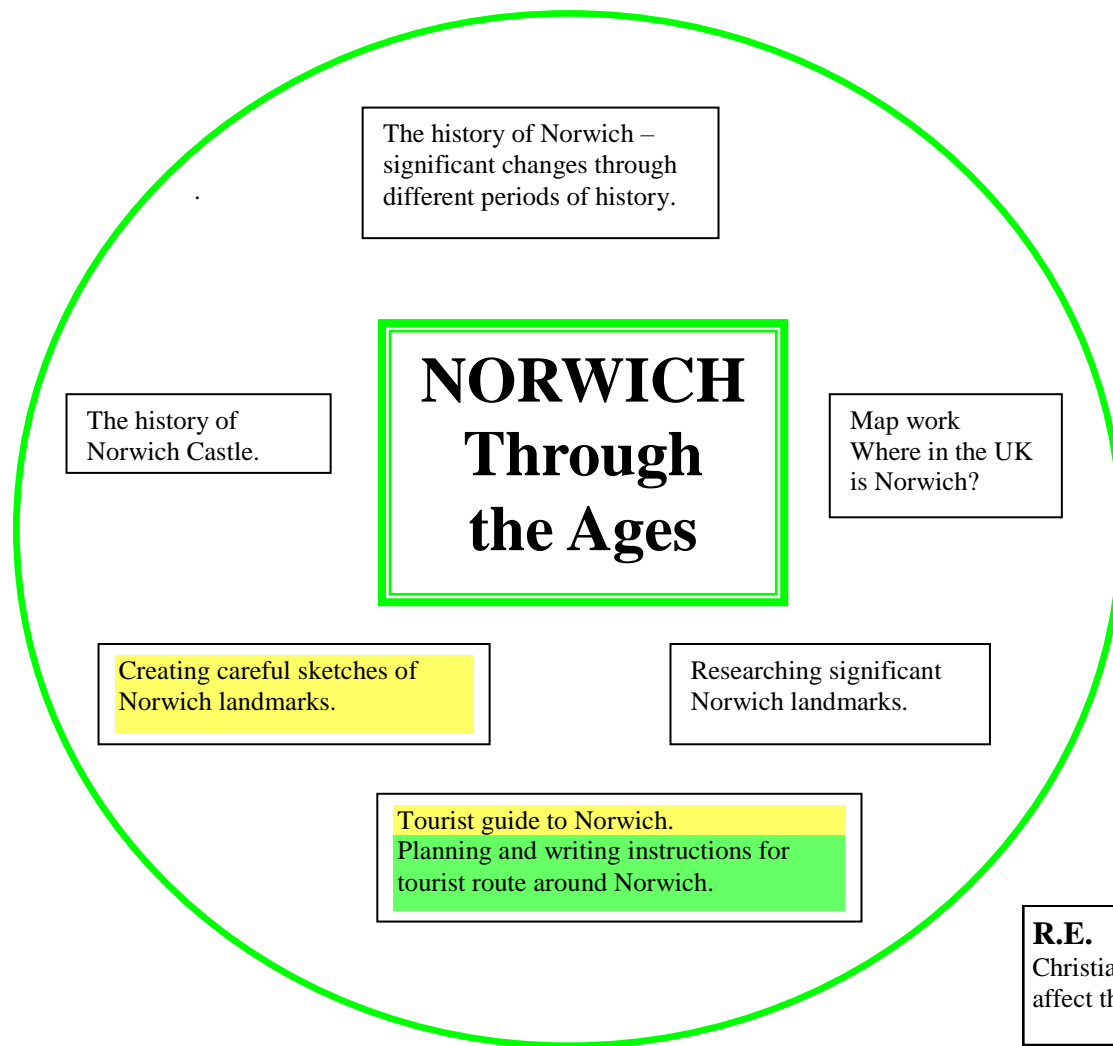 The history of Norwich –
significant changes through
different periods of history.
.
NORWICH
Through
the Ages
The history of
Norwich Castle.
Map work
Where in the UK
is Norwich?
Creating careful sketches of
Norwich landmarks.
Researching significant
Norwich landmarks.
Tourist guide to Norwich.
Planning and writing instructions for
tourist route around Norwich.
R.E.
affect